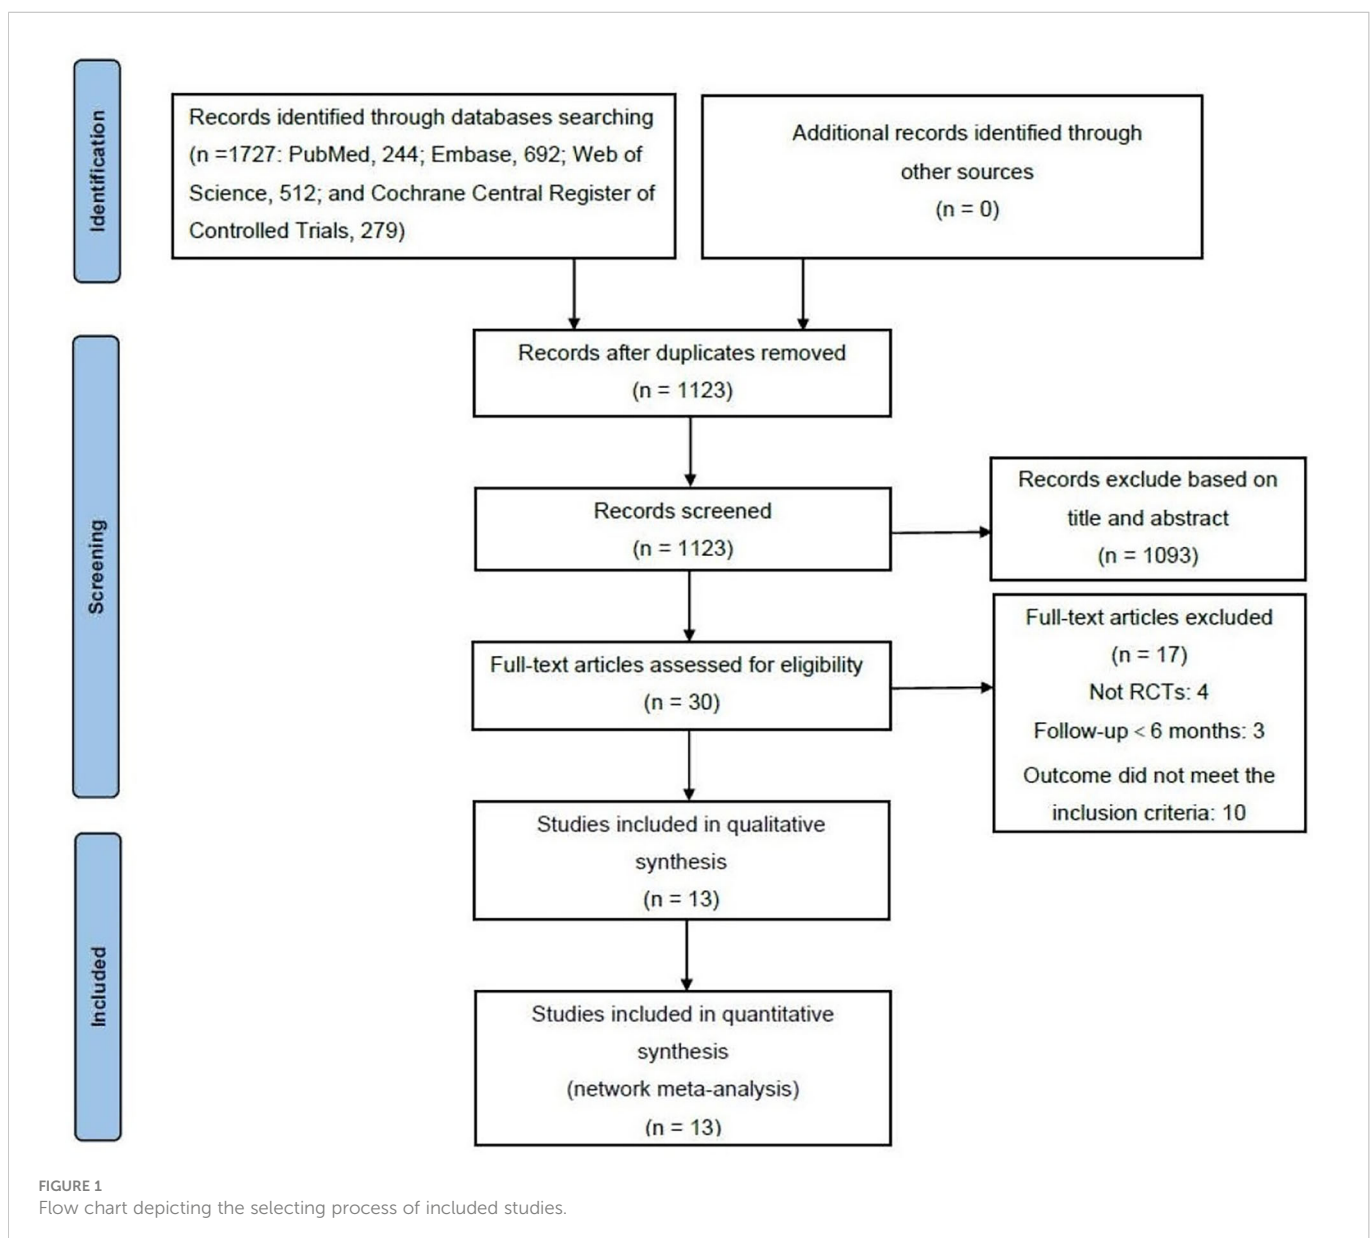 Identification
Records identified through databases searching
(n =1727: PubMed, 244; Embase, 692; Web of
Science, 512; and Cochrane Central Register of
Controlled Trials, 279)
Additional records identified through
other sources
(n = 0)
Screening
Records after duplicates removed
(n = 1123)
Records screened
(n = 1123)
Records exclude based on
title and abstract
(n = 1093)
Full-text articles assessed for eligibility
(n = 30)
Full-text articles excluded
(n = 17)
Not RCTs: 4
Follow-up < 6 months: 3
Outcome did not meet the
inclusion criteria: 10
Included
Studies included in qualitative
synthesis
(n = 13)
Studies included in quantitative
synthesis
(network meta-analysis)
(n = 13)
FIGURE 1
Flow chart depicting the selecting process of included studies.